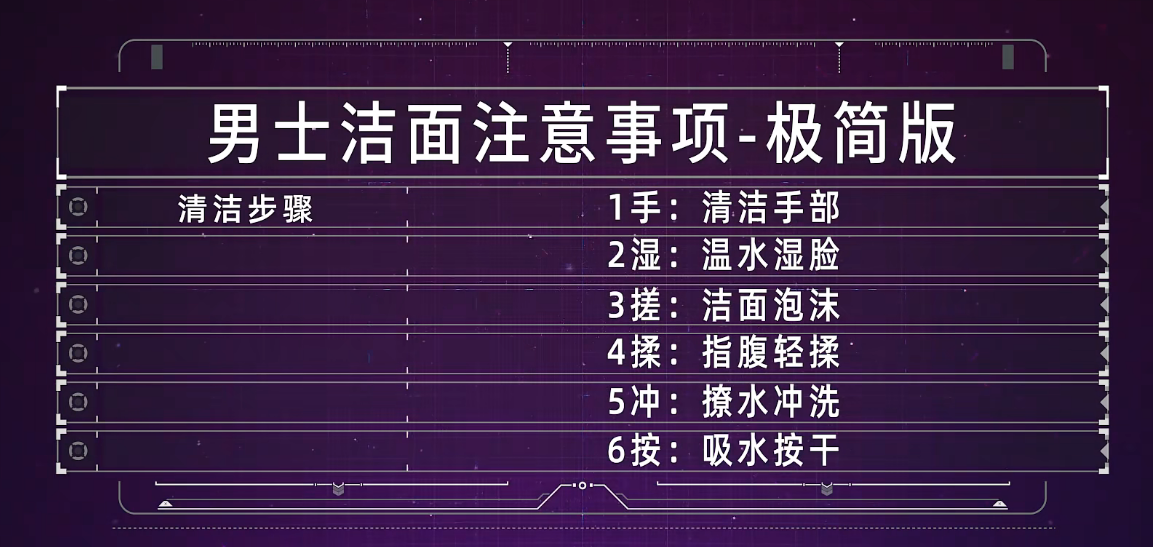 男士洁面注意事项-极简版
清洁步骤 1手：清洁手部
2湿：温水湿脸
3搓：洁面泡沫
4揉：指腹轻揉
5冲：撩水冲洗
6按：吸水按干